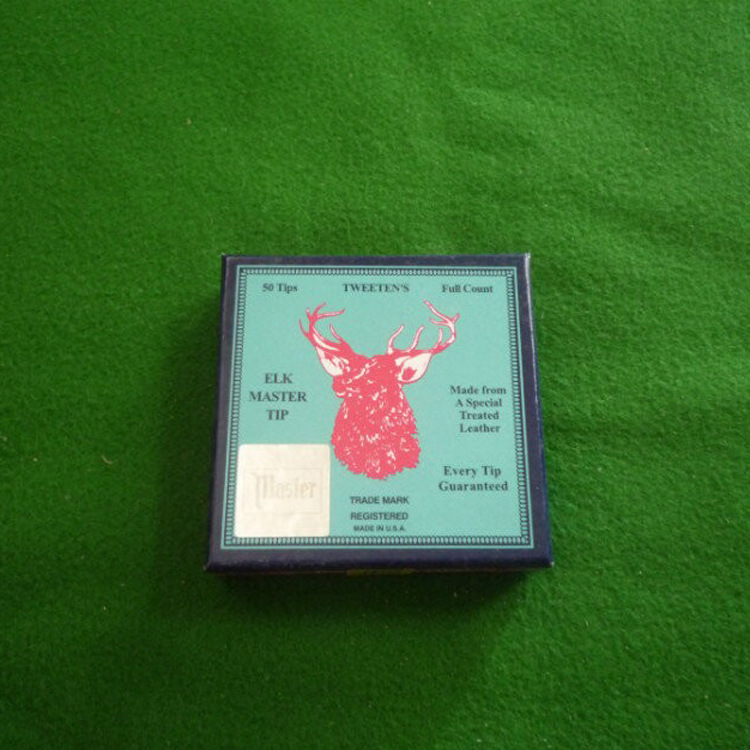 50 Tips TWEETEN'S Full Count
ELK
MASTER
TIP
Made from
A Special
Treated
Leather
Every Tip
Guaranteed
Master
TRADE MARK
REGISTERED
MADE IN U.S.A.